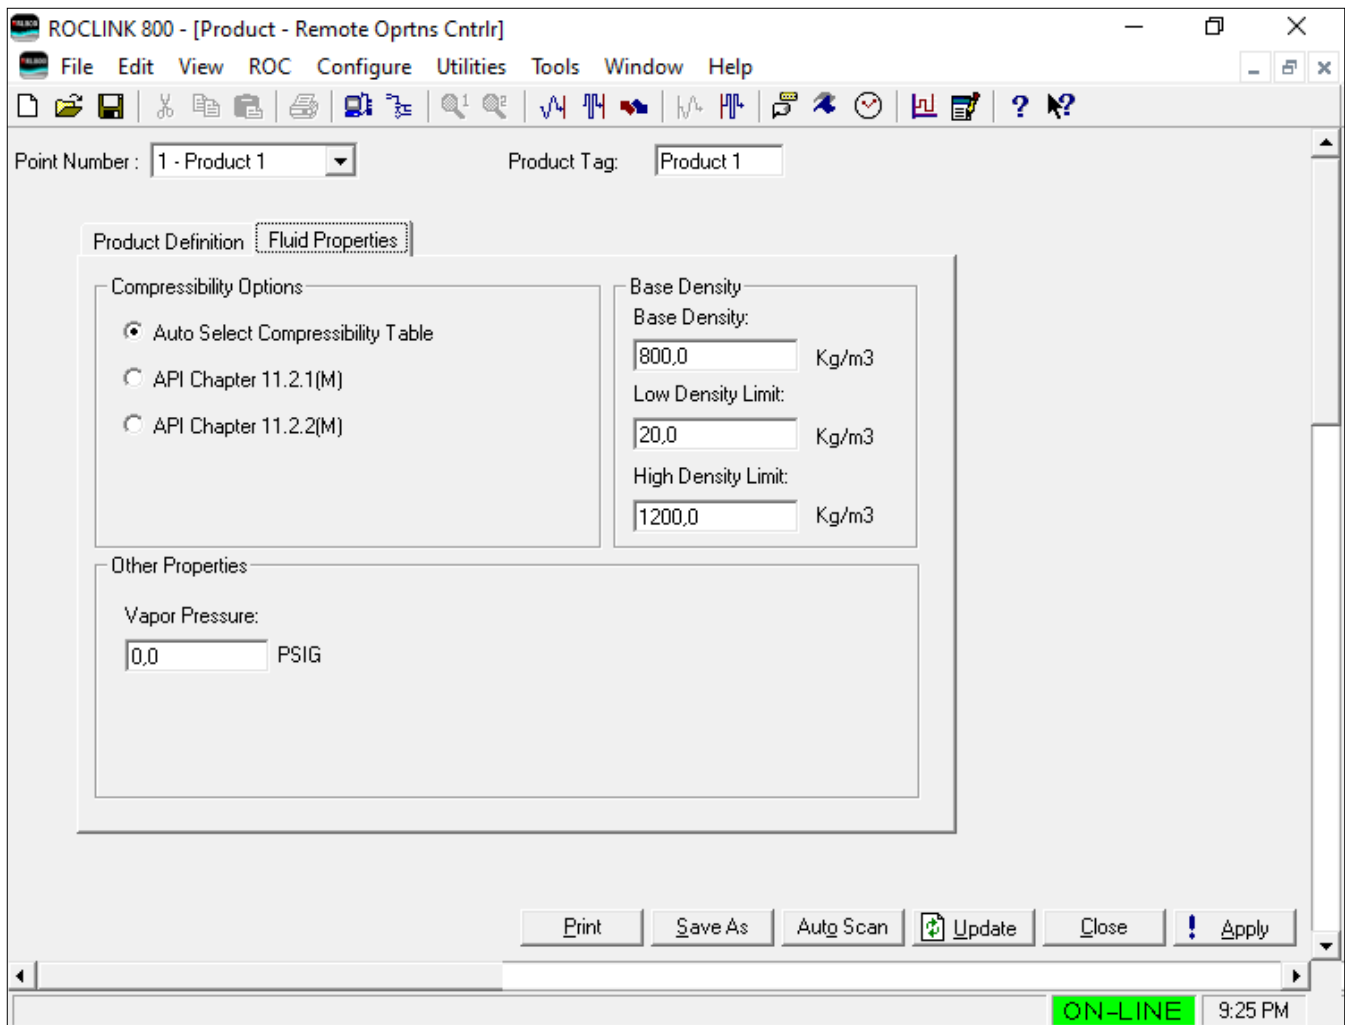 ROCLINK 800 - [Product - Remote Oprtns Cntrlr]
File Edit View ROC Configure Utilities Tools Window Help
Point Number : 1 - Product 1 Product Tag: Product 1
Product Definition Fluid Properties
Compressibility Options
Auto Select Compressibility Table
API Chapter 11.2.1(M)
API Chapter 11.2.2(M)
Base Density
Base Density:
800,0 Kg/m3
Low Density Limit:
20,0 Kg/m3
High Density Limit:
1200,0 Kg/m3
Other Properties
Vapor Pressure:
0,0 PSIG
Print Save As Auto Scan Update Close ! Apply
ON-LINE 9:25 PM